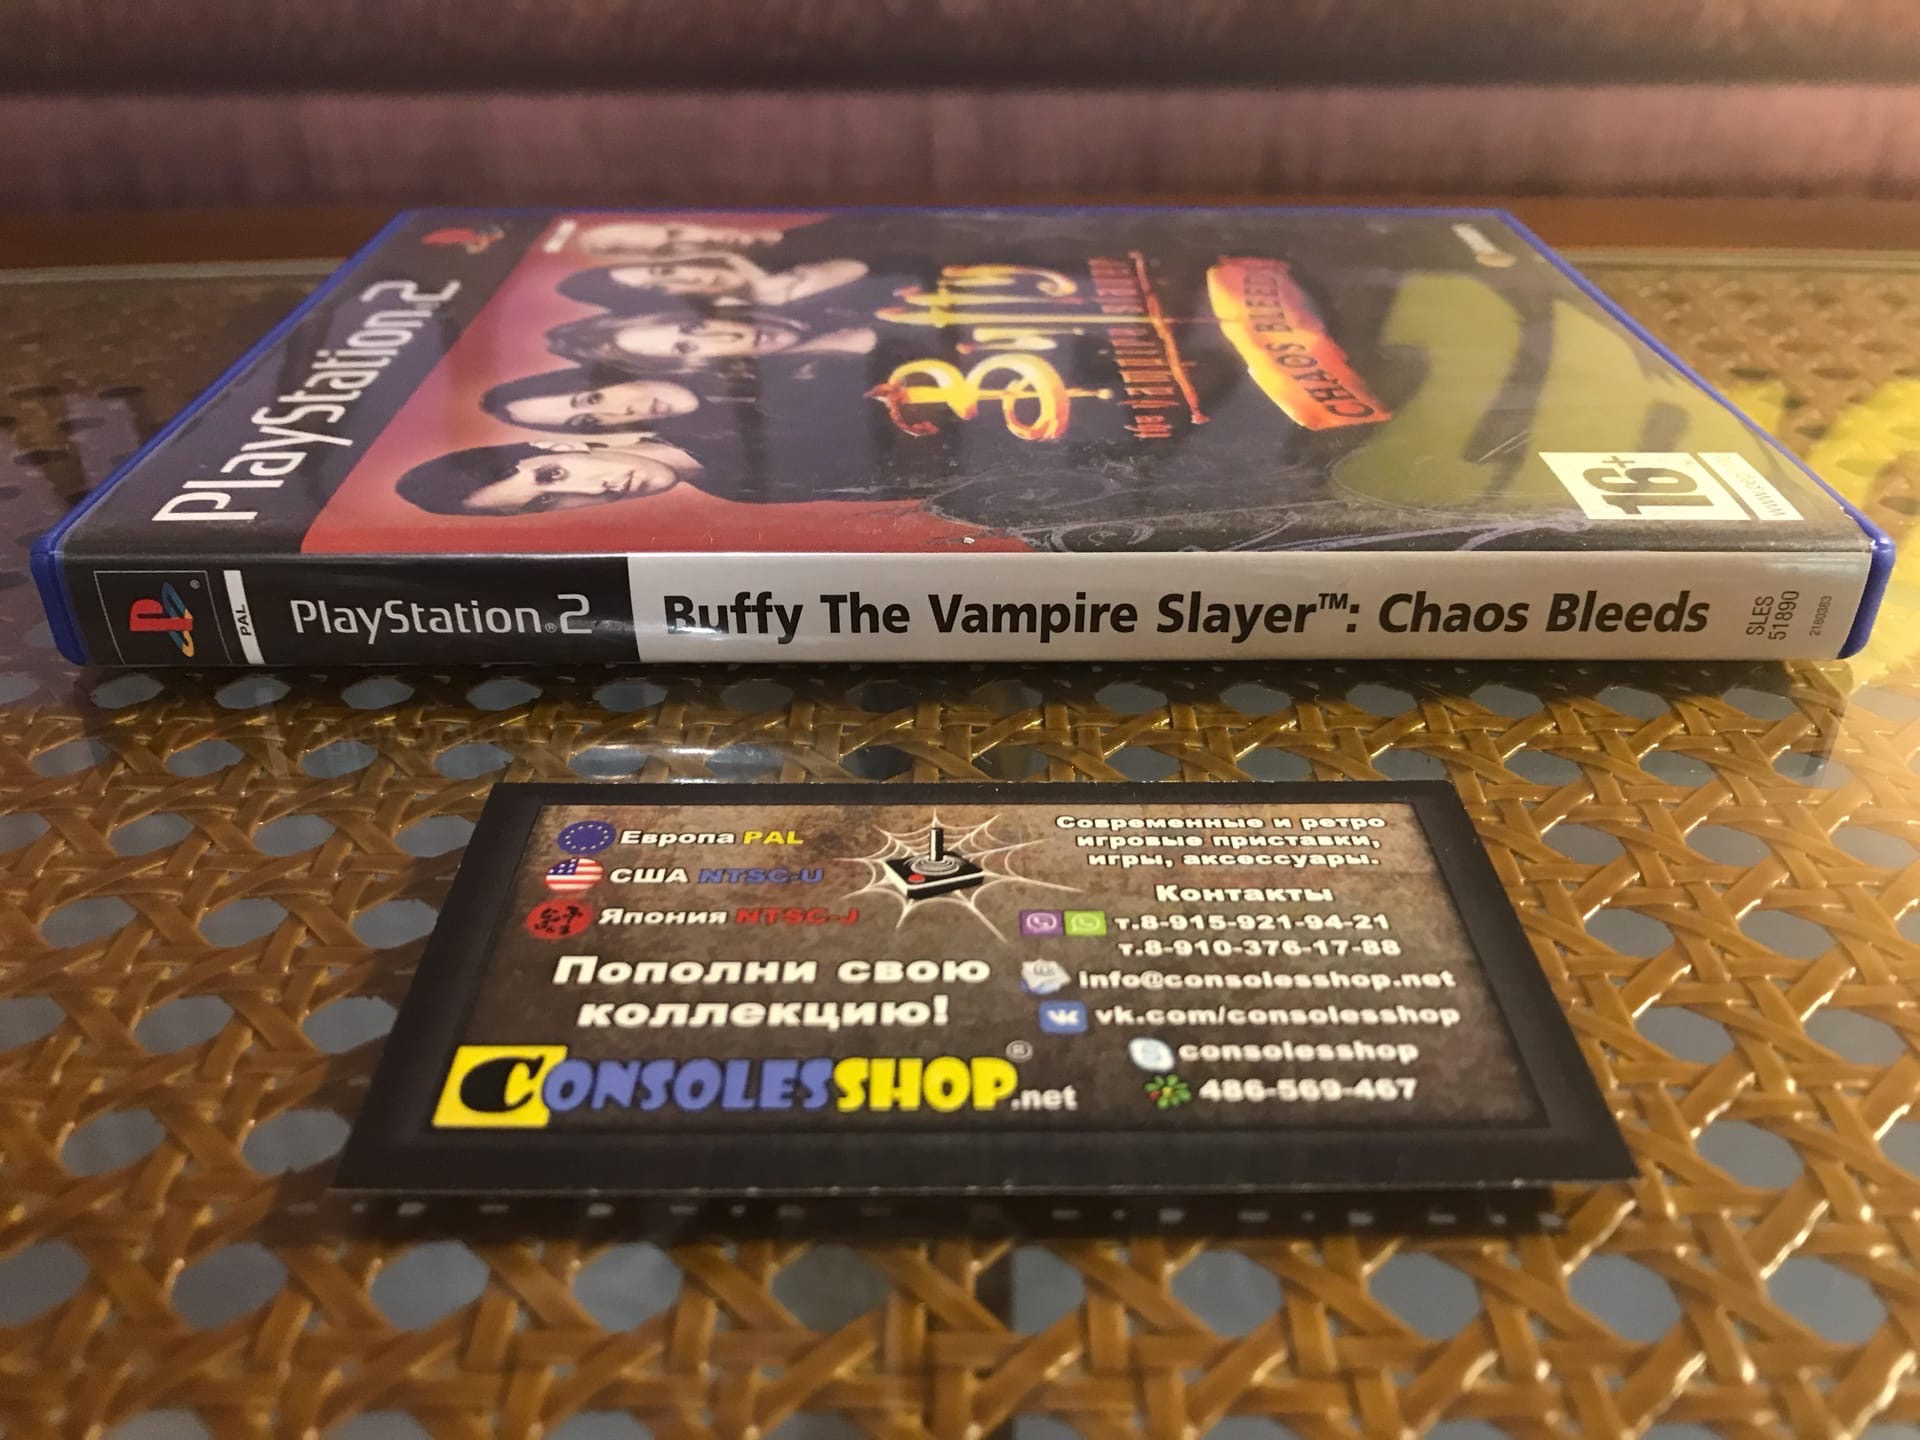 PlayStation.2
Buffy
the vampire slayer
CHAOS BLEEDS
16+
PAL
PlayStation®2
Buffy The Vampire Slayer™: Chaos Bleeds
SLES
51890
2180383
Европа PAL
США NTSC-U
Япония NTSC-J
Пополни свою
коллекцию!
CONSOLESSHOP®.net
Современные и ретро
игровые приставки,
игры, аксессуары.
Контакты
т.8-915-921-94-21
т.8-910-376-17-88
info@consolesshop.net
vk.com/consolesshop
consolesshop
486-569-467